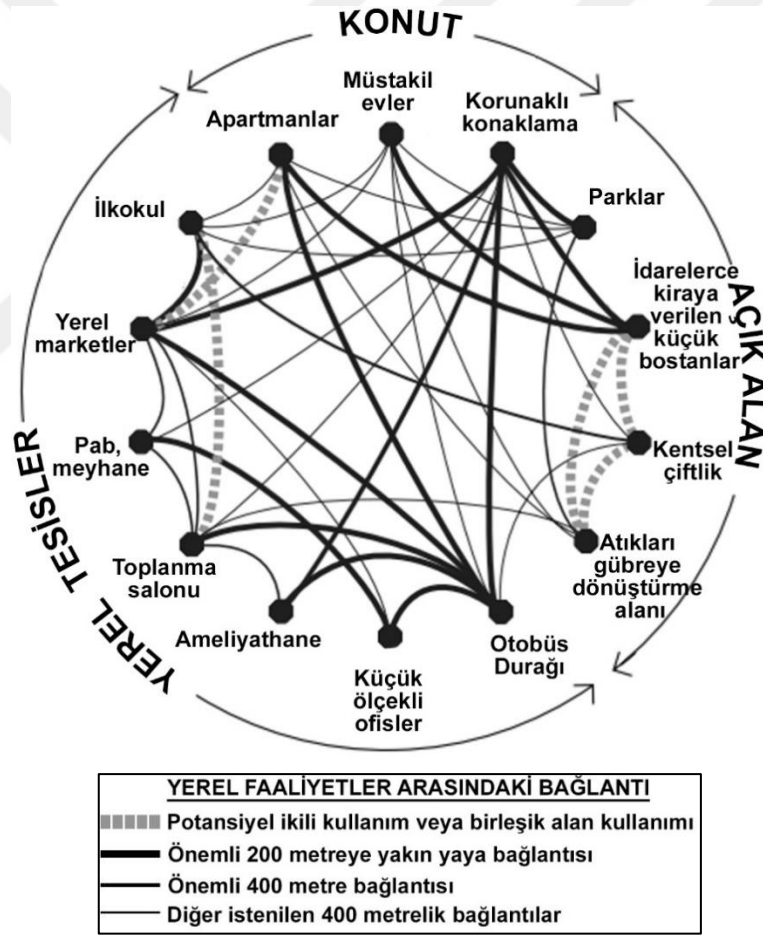 KONUT
Müstakil
evler
Korunaklı
konaklama
Apartmanlar
Parklar
İlkokul
İdarelerce
kiraya
verilen
küçük
bostanlar
AÇIK ALAN
Yerel
marketler
Kentsel
çiftlik
Pab,
meyhane
YEREL TESİSLER
Toplanma
salonu
Atıkları
gübreye
dönüştürme
alanı
Ameliyathane
Otobüs
Durağı
Küçük
ölçekli
ofisler
YEREL FAALİYETLER ARASINDAKİ BAĞLANTI
Potansiyel ikili kullanım veya birleşik alan kullanımı
Önemli 200 metreye yakın yaya bağlantısı
Önemli 400 metre bağlantısı
Diğer istenilen 400 metrelik bağlantılar